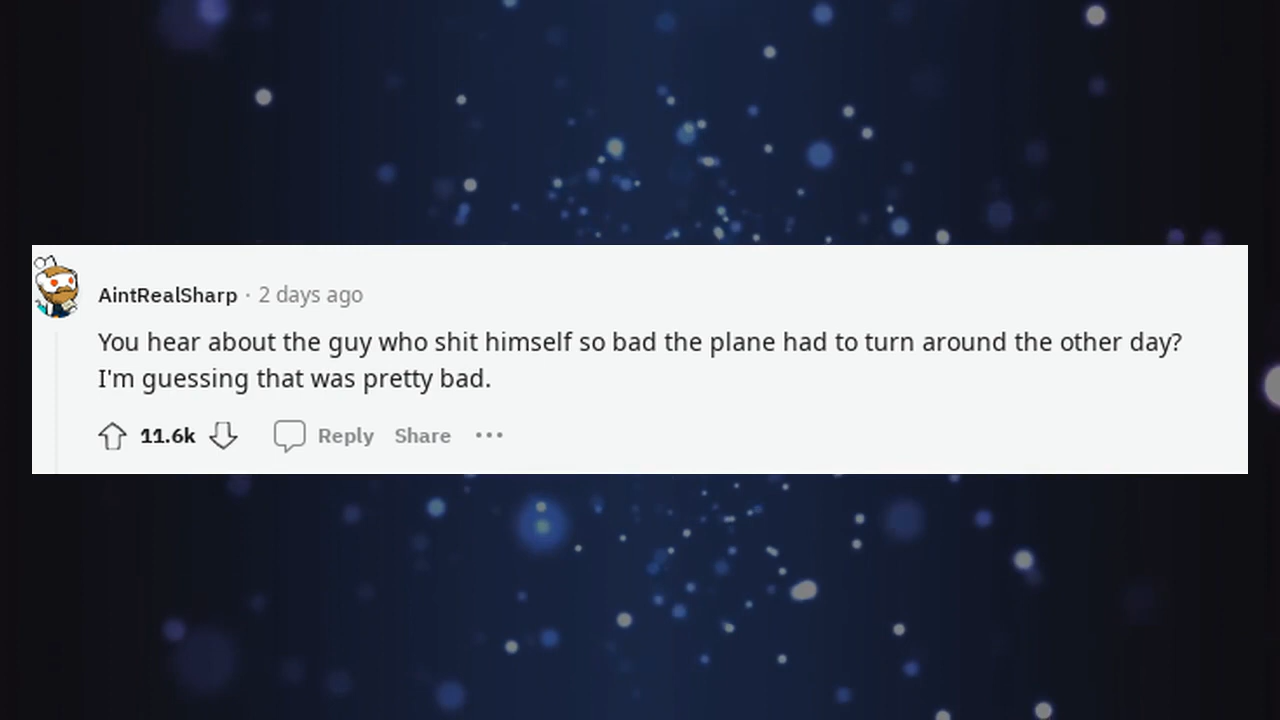 AintRealSharp · 2 days ago
You hear about the guy who shit himself so bad the plane had to turn around the other day?
I'm guessing that was pretty bad.
11.6k Reply Share ···